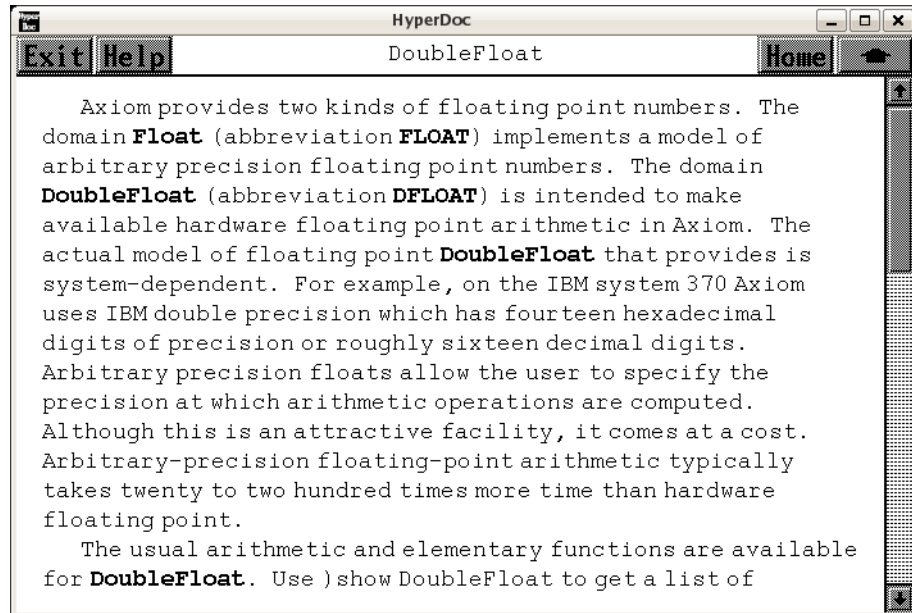 Hyper Doc
HyperDoc
Exit Help DoubleFloat Home
Axiom provides two kinds of floating point numbers. The
domain Float (abbreviation FLOAT) implements a model of
arbitrary precision floating point numbers. The domain
DoubleFloat (abbreviation DFLOAT) is intended to make
available hardware floating point arithmetic in Axiom. The
actual model of floating point DoubleFloat that provides is
system-dependent. For example, on the IBM system 370 Axiom
uses IBM double precision which has fourteen hexadecimal
digits of precision or roughly sixteen decimal digits.
Arbitrary precision floats allow the user to specify the
precision at which arithmetic operations are computed.
Although this is an attractive facility, it comes at a cost.
Arbitrary-precision floating-point arithmetic typically
takes twenty to two hundred times more time than hardware
floating point.
The usual arithmetic and elementary functions are available
for DoubleFloat. Use )show DoubleFloat to get a list of